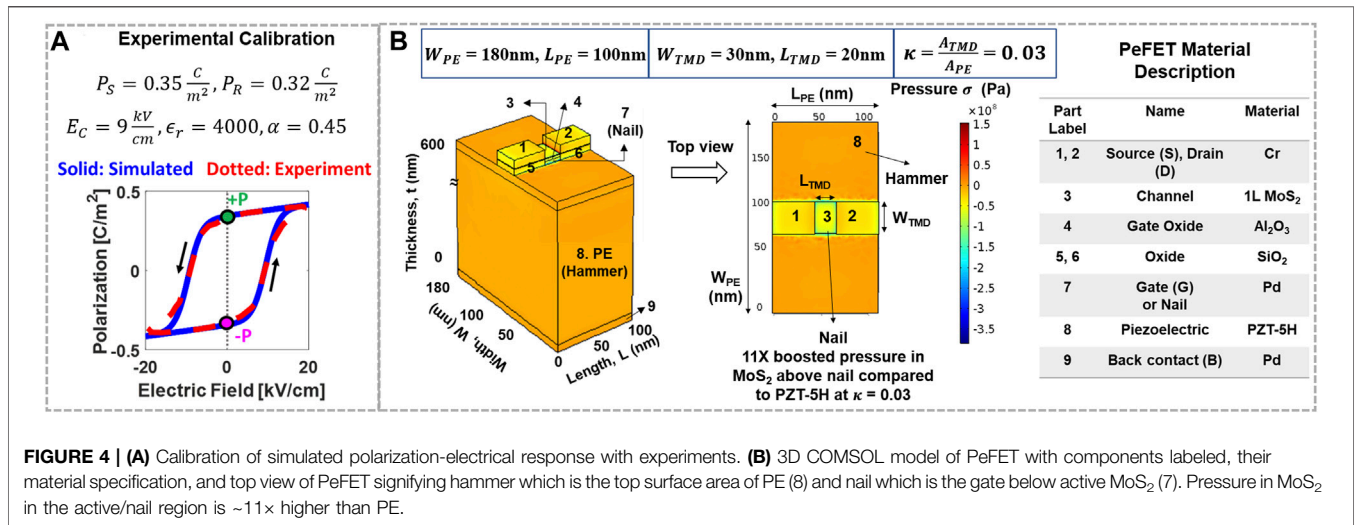 A
Experimental Calibration
P_S = 0.35 C/m², P_R = 0.32 C/m²
E_C = 9 kV/cm, ϵ_r = 4000, α = 0.45
Solid: Simulated Dotted: Experiment
Polarization [C/m²]
0.5
0
-0.5
+P
-P
-20
0
20
Electric Field [kV/cm]
B
W_PE = 180nm, L_PE = 100nm
W_TMD = 30nm, L_TMD = 20nm
κ = A_TMD/A_PE = 0.03
3
4
7
(Nail)
1
2
5
6
600
≈
0
Thickness, t (nm)
8. PE
(Hammer)
9
180
100
50
Width, W (nm)
0
50
100
Length, L (nm)
Top view
L_PE (nm)
0
50
100
8
Hammer
150
100
50
0
W_PE
(nm)
L_TMD
1
3
2
W_TMD
Nail
11X boosted pressure in
MoS₂ above nail compared
to PZT-5H at κ = 0.03
Pressure σ (Pa)
×10⁸
1.5
1
0.5
0
-0.5
-1
-1.5
-2
-2.5
-3
-3.5
PeFET Material
Description
Part Label Name Material
1, 2 Source (S), Drain (D) Cr
3 Channel 1L MoS₂
4 Gate Oxide Al₂O₃
5, 6 Oxide SiO₂
7 Gate (G) or Nail Pd
8 Piezoelectric PZT-5H
9 Back contact (B) Pd
FIGURE 4 | (A) Calibration of simulated polarization-electrical response with experiments. (B) 3D COMSOL model of PeFET with components labeled, their
material specification, and top view of PeFET signifying hammer which is the top surface area of PE (8) and nail which is the gate below active MoS₂ (7). Pressure in MoS₂
in the active/nail region is ~11× higher than PE.